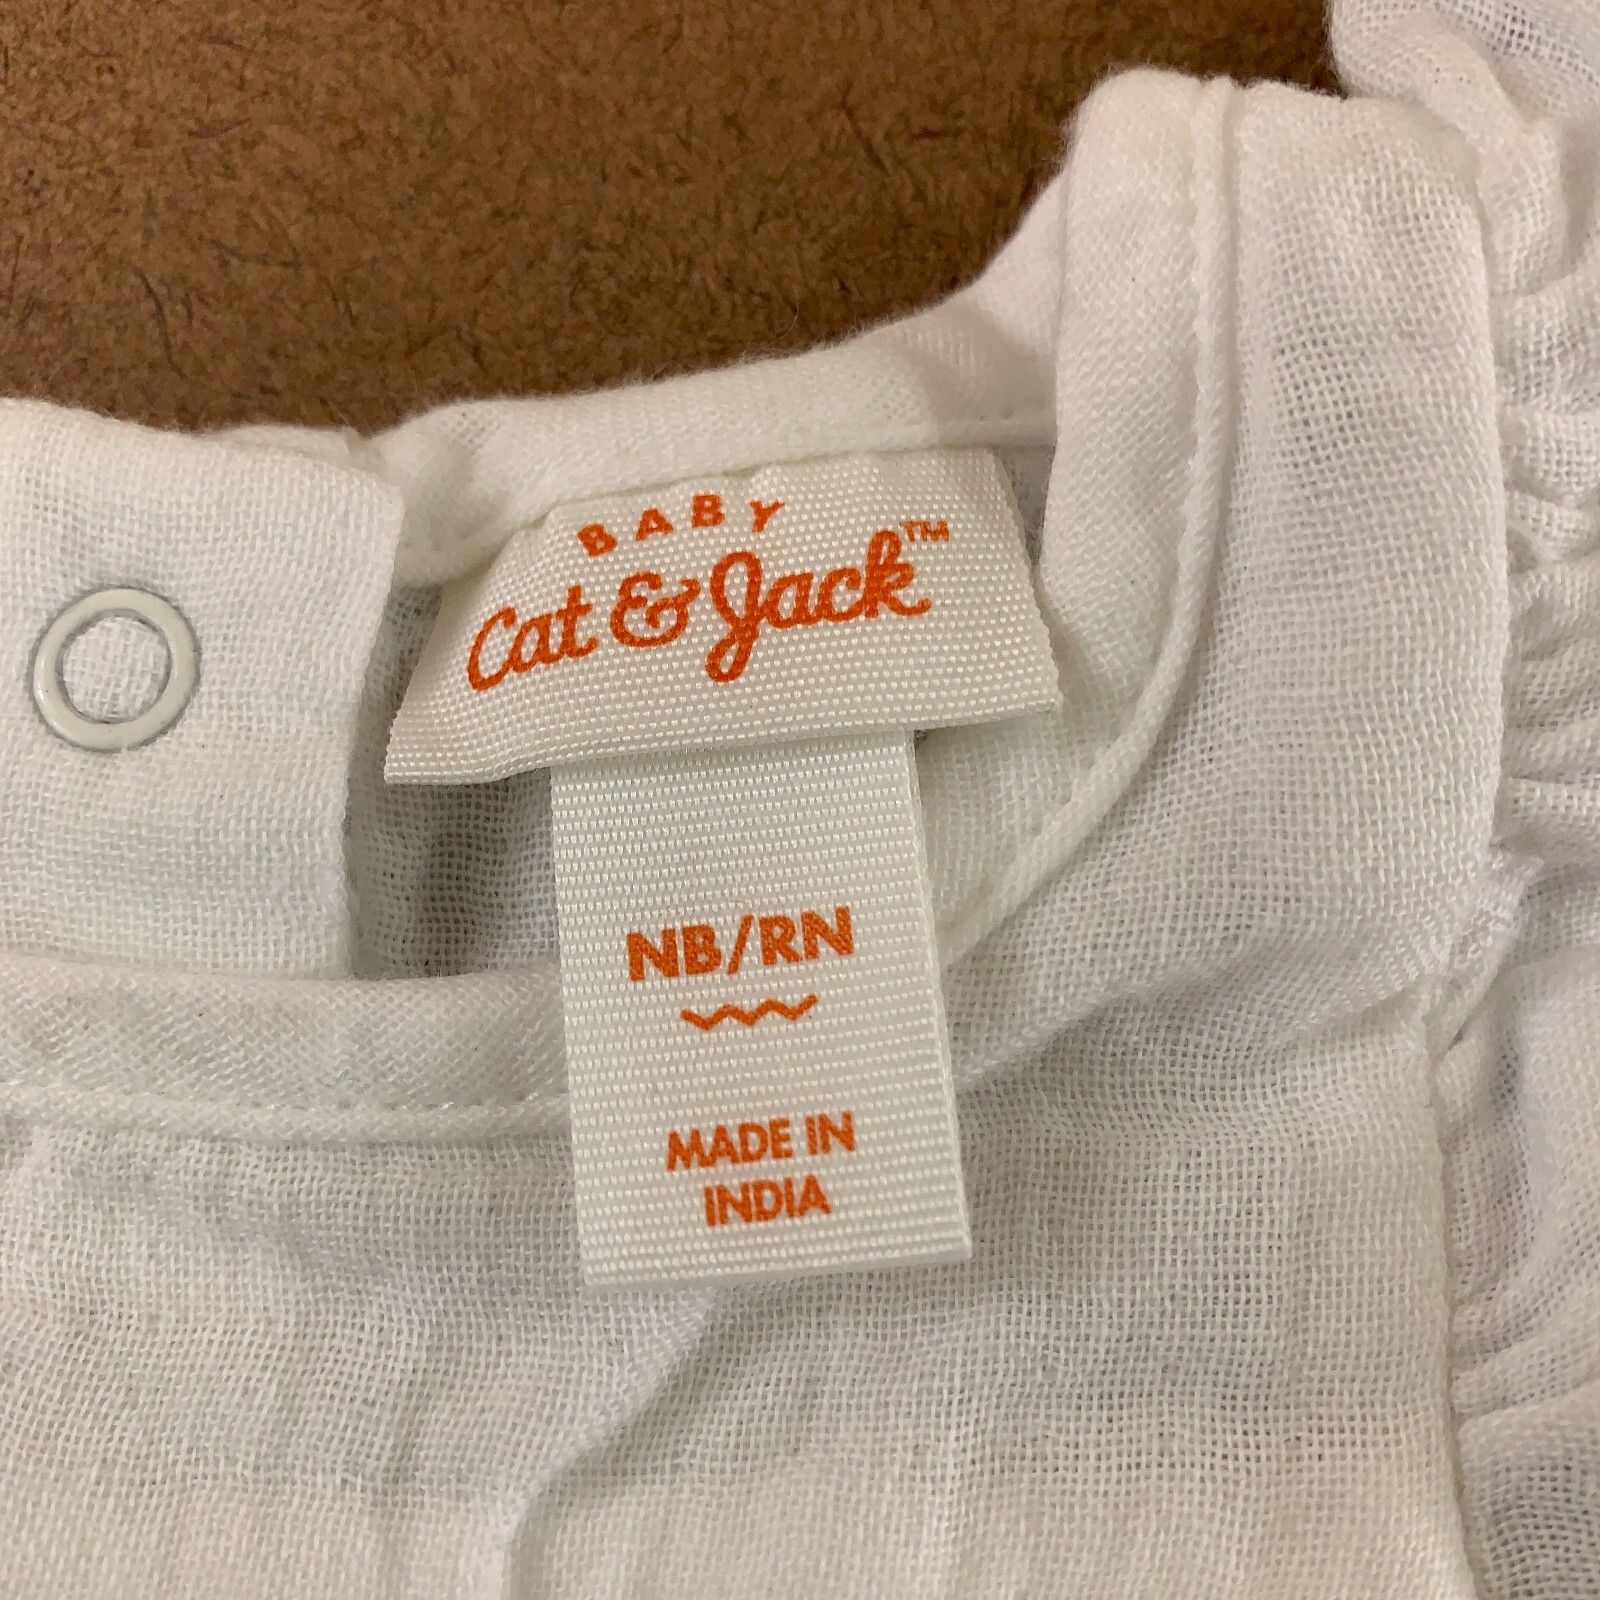 BABY
Cat & Jack™
NB/RN
MADE IN
INDIA